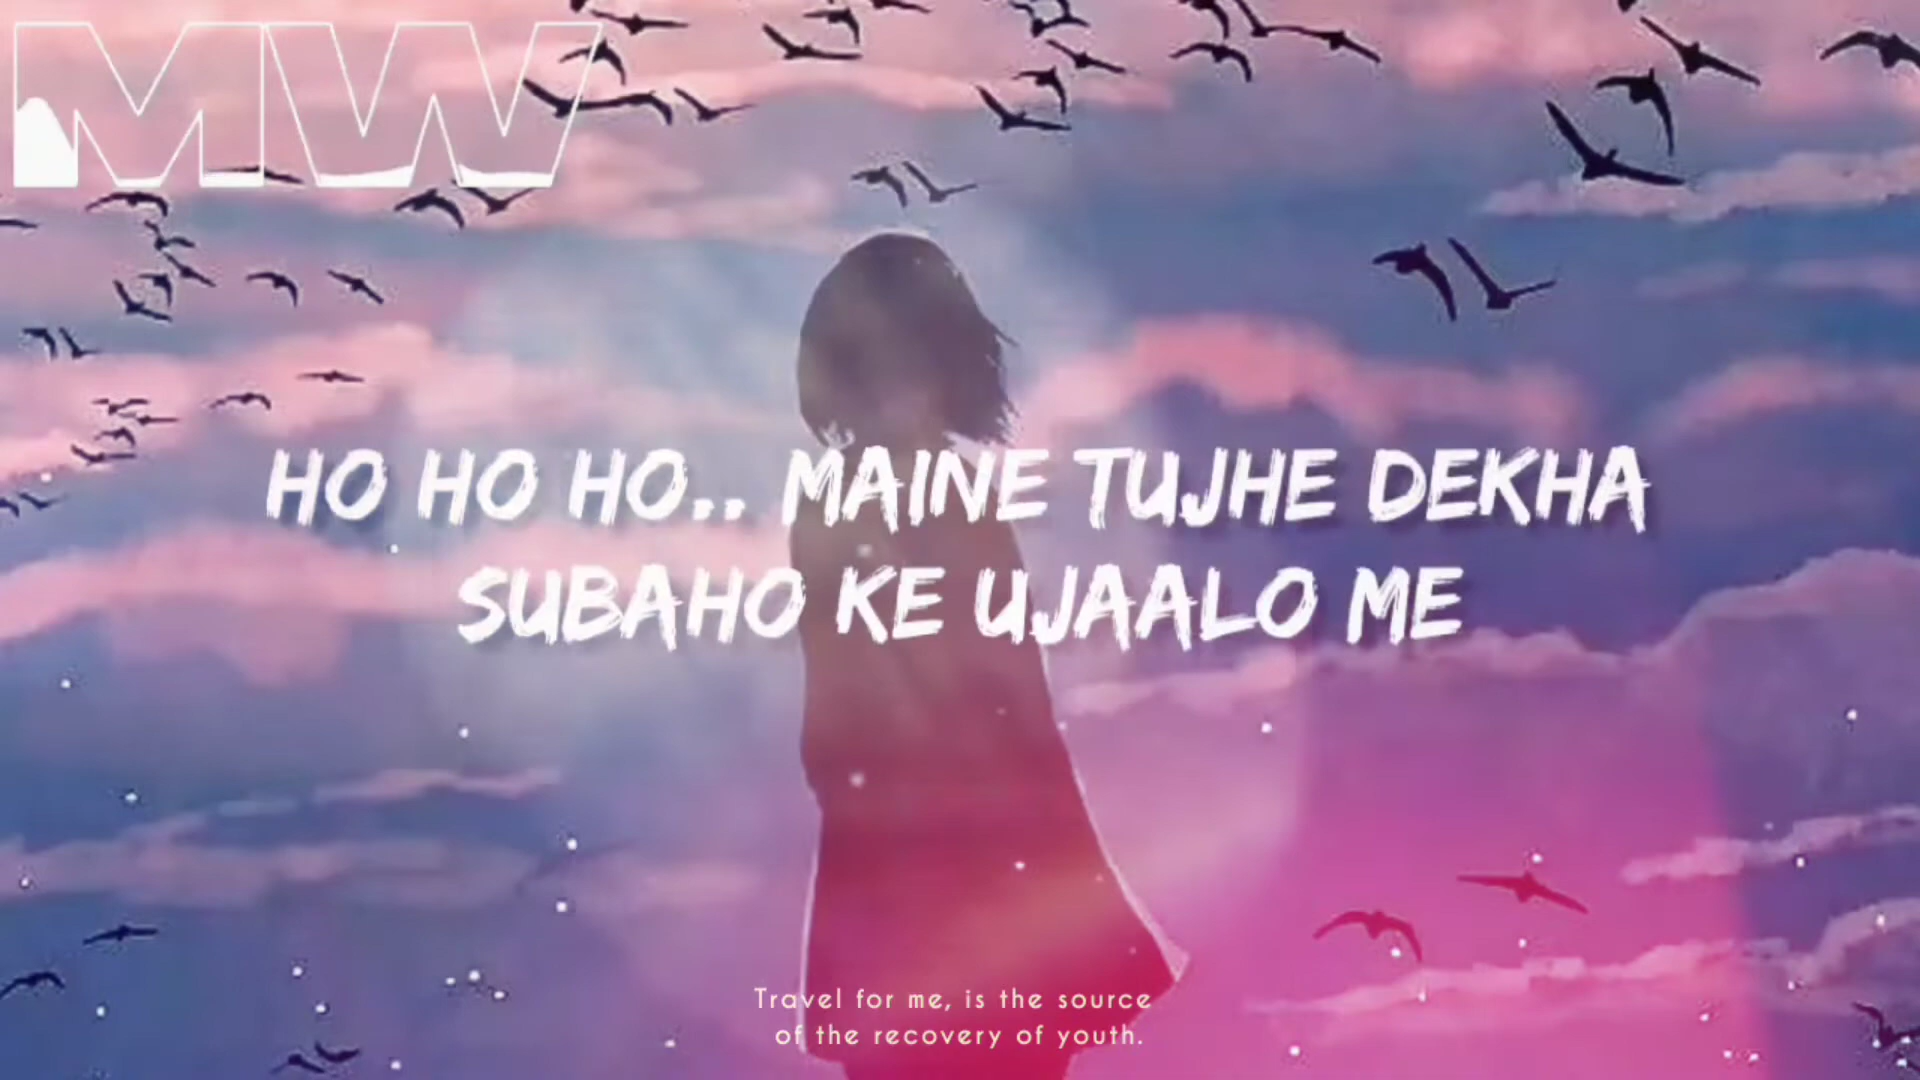 MW
HO HO HO.. MAINE TUJHE DEKHA
SUBAHO KE UJAALO ME
Travel for me, is the source
of the recovery of youth.